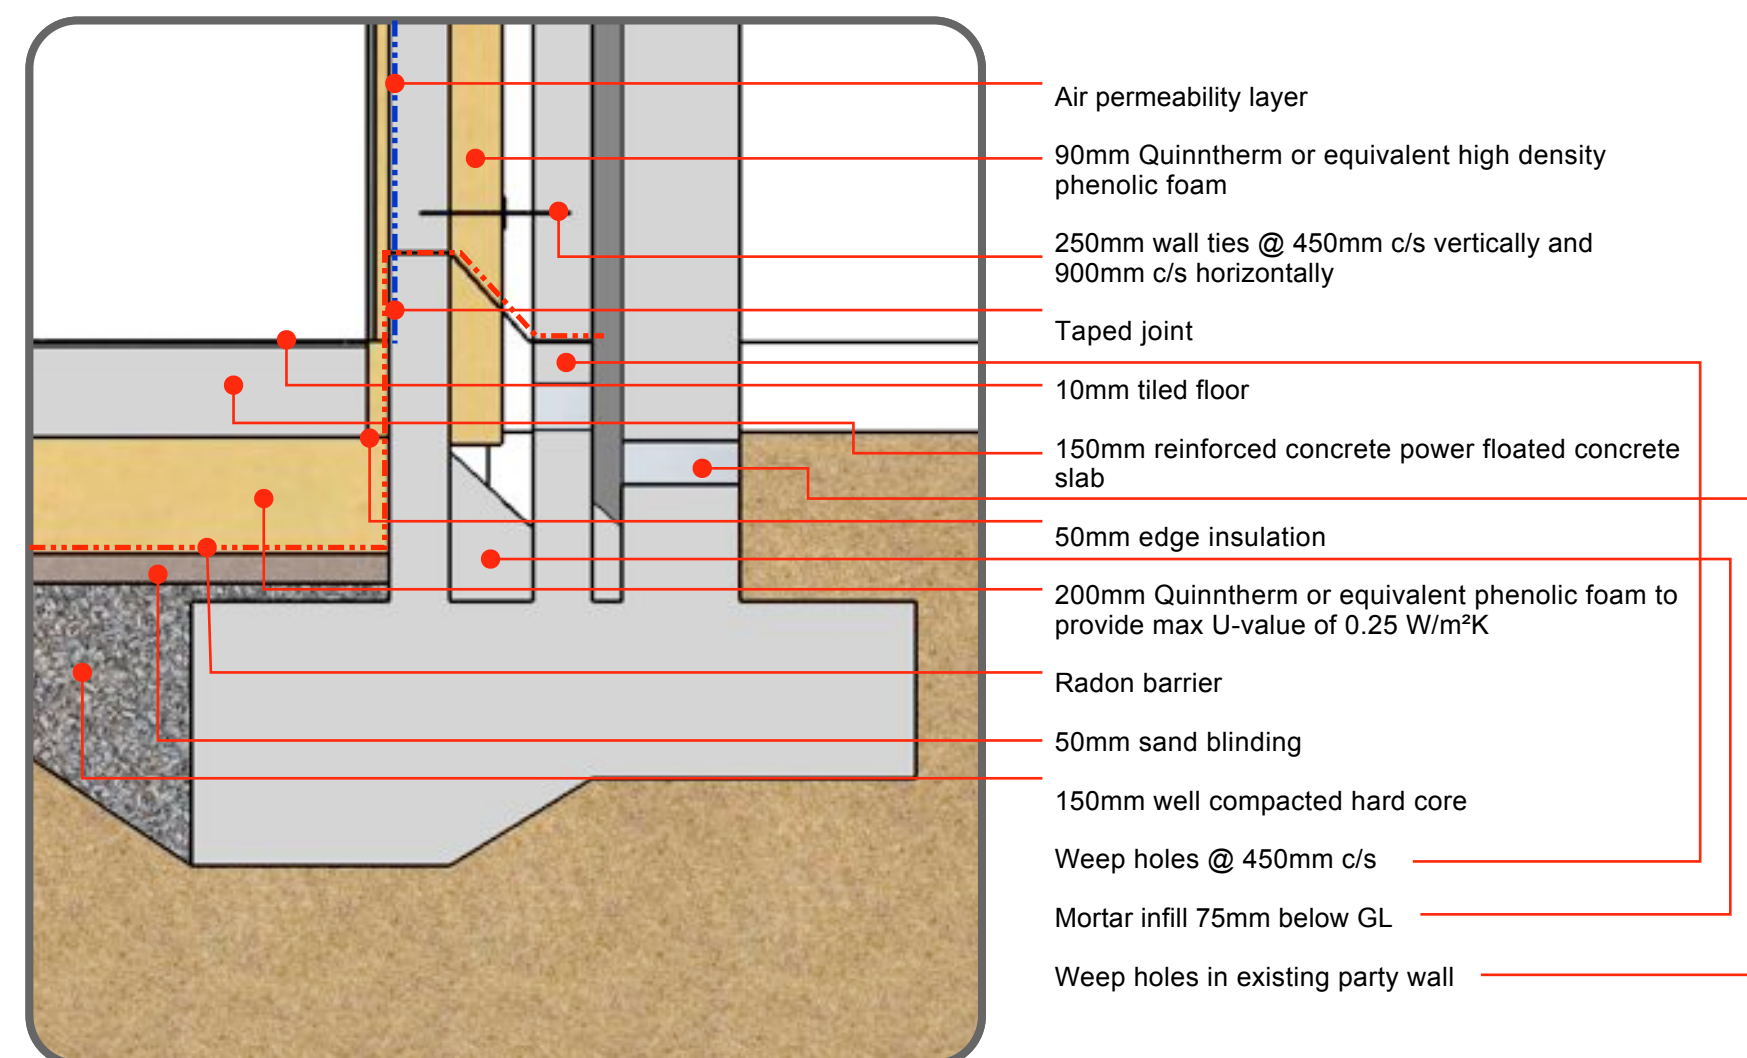 Air permeability layer
90mm Quinntherm or equivalent high density
phenolic foam
250mm wall ties @ 450mm c/s vertically and
900mm c/s horizontally
Taped joint
10mm tiled floor
150mm reinforced concrete power floated concrete
slab
50mm edge insulation
200mm Quinntherm or equivalent phenolic foam to
provide max U-value of 0.25 W/m²K
Radon barrier
50mm sand blinding
150mm well compacted hard core
Weep holes @ 450mm c/s
Mortar infill 75mm below GL
Weep holes in existing party wall